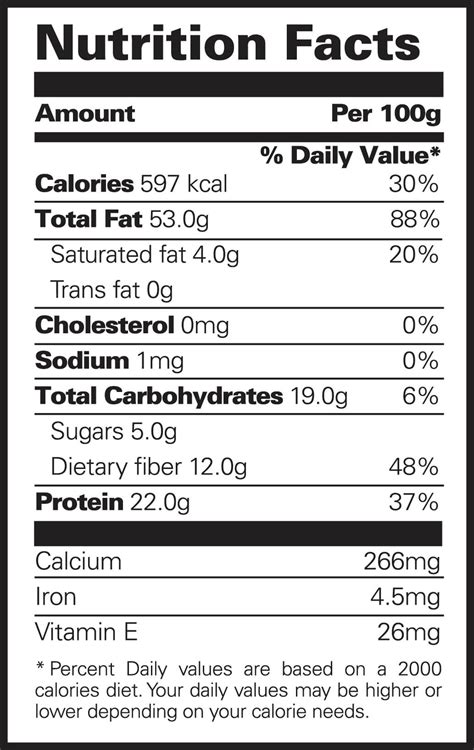 Nutrition Facts
Amount Per 100g
% Daily Value*
Calories 597 kcal 30%
Total Fat 53.0g 88%
Saturated fat 4.0g 20%
Trans fat 0g
Cholesterol 0mg 0%
Sodium 1mg 0%
Total Carbohydrates 19.0g 6%
Sugars 5.0g
Dietary fiber 12.0g 48%
Protein 22.0g 37%
Calcium 266mg
Iron 4.5mg
Vitamin E 26mg
* Percent Daily values are based on a 2000
calories diet. Your daily values may be higher or
lower depending on your calorie needs.